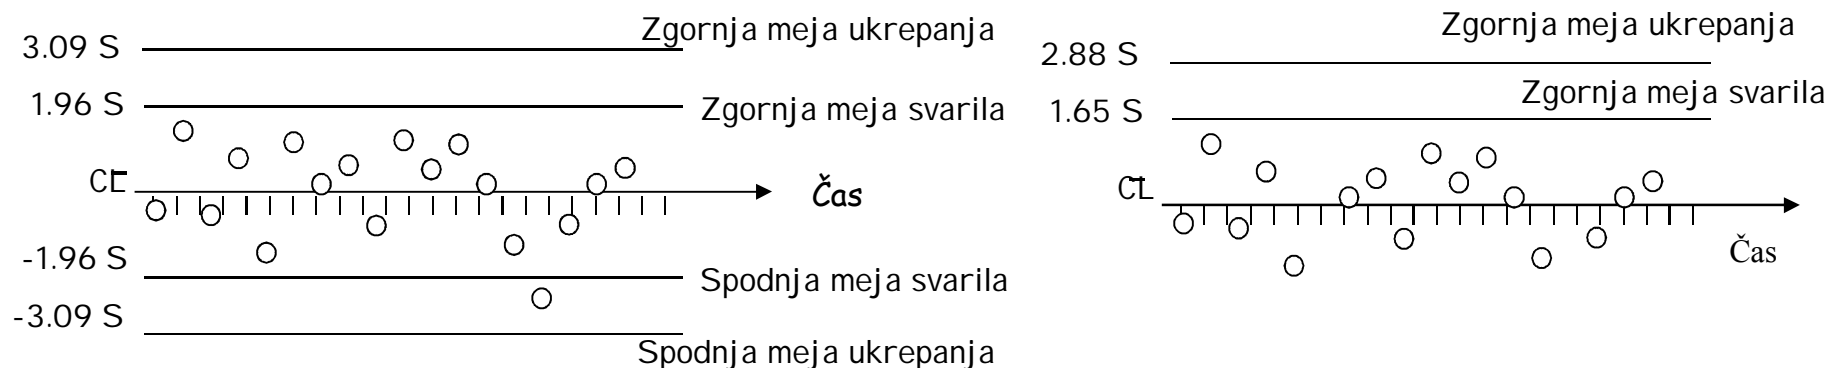 Zgornja meja ukrepanja
3.09 S
1.96 S
Zgornja meja svarila
CL
Čas
-1.96 S
Spodnja meja svarila
-3.09 S
Spodnja meja ukrepanja
Zgornja meja ukrepanja
2.88 S
Zgornja meja svarila
1.65 S
CL
Čas